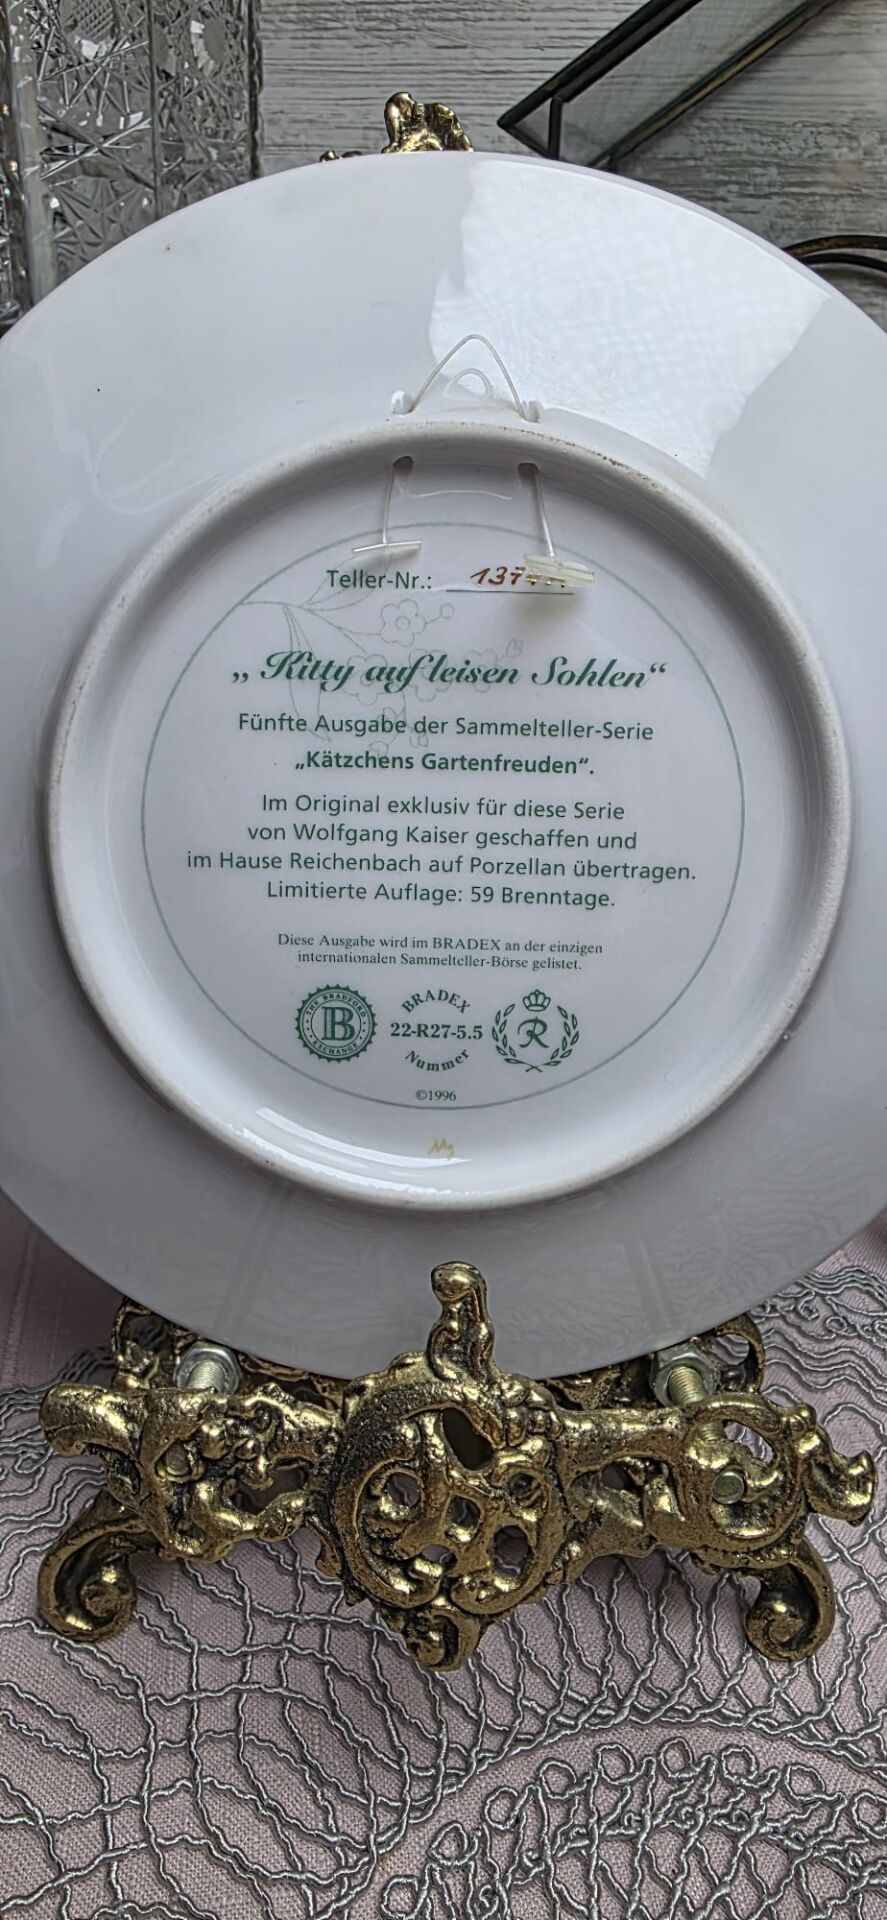 Teller-Nr.:
„Kitty auf leisen Sohlen“
Fünfte Ausgabe der Sammelteller-Serie
„Kätzchens Gartenfreuden“.
Im Original exklusiv für diese Serie
von Wolfgang Kaiser geschaffen und
im Hause Reichenbach auf Porzellan übertragen.
Limitierte Auflage: 59 Brenntage.
Diese Ausgabe wird im BRADEX an der einzigen
internationalen Sammelteller-Börse gelistet.
THE BRADFORD
B
EXCHANGE
BRADEX
22-R27-5.5
Nummer
R
©1996